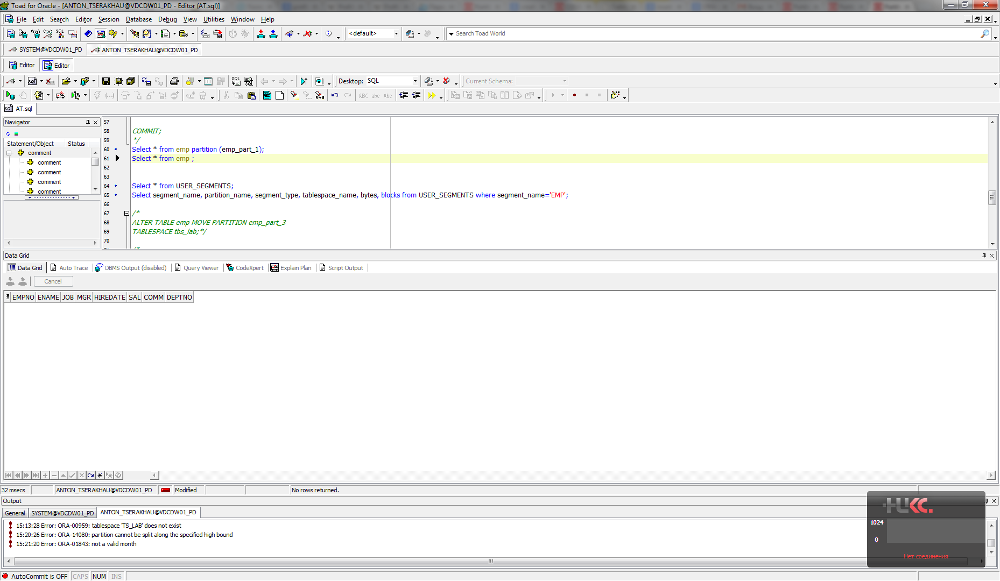 Toad for Oracle - [ANTON_TSERAKHAU@VDCDW01_PD - Editor (AT.sql)]
File Edit Search Editor Session Database Debug View Utilities Window Help
<default> Search Toad World
SYSTEM@VDCDW01_PD ANTON_TSERAKHAU@VDCDW01_PD
Editor Editor
Desktop: SQL Current Schema:
AT.sql
Navigator
Statement/Object Status
comment
comment
comment
comment
comment
57
58 COMMIT;
59 */
60 Select * from emp partition (emp_part_1);
61 Select * from emp ;
62
63
64 Select * from USER_SEGMENTS;
65 Select segment_name, partition_name, segment_type, tablespace_name, bytes, blocks from USER_SEGMENTS where segment_name='EMP';
66
67 /*
68 ALTER TABLE emp MOVE PARTITION emp_part_3
69 TABLESPACE tbs_lab;*/
70
Data Grid
Data Grid Auto Trace DBMS Output (disabled) Query Viewer CodeXpert Explain Plan Script Output
Cancel
EMPNO ENAME JOB MGR HIREDATE SAL COMM DEPTNO
32 msecs ANTON_TSERAKHAU@VDCDW01_PD Modified No rows returned.
Output
General SYSTEM@VDCDW01_PD ANTON_TSERAKHAU@VDCDW01_PD
15:13:28 Error: ORA-00959: tablespace 'TS_LAB' does not exist
15:20:26 Error: ORA-14080: partition cannot be split along the specified high bound
15:21:20 Error: ORA-01843: not a valid month
1024
0
Нет соединения
AutoCommit is OFF CAPS NUM INS